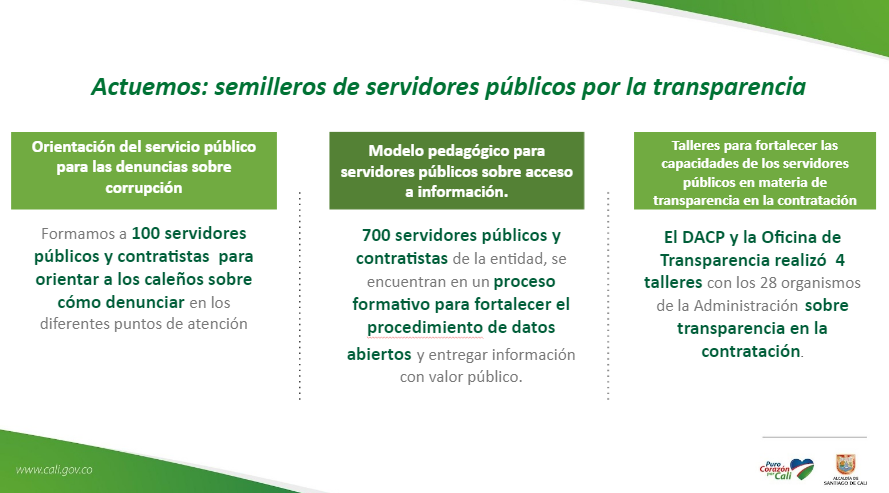 Actuemos: semilleros de servidores públicos por la transparencia
Orientación del servicio público
para las denuncias sobre
corrupción
Formamos a 100 servidores
públicos y contratistas para
orientar a los caleños sobre
cómo denunciar en los
diferentes puntos de atención
Modelo pedagógico para
servidores públicos sobre acceso
a información.
700 servidores públicos y
contratistas de la entidad, se
encuentran en un proceso
formativo para fortalecer el
procedimiento de datos
abiertos y entregar información
con valor público.
Talleres para fortalecer las
capacidades de los servidores
públicos en materia de
transparencia en la contratación
El DACP y la Oficina de
Transparencia realizó 4
talleres con los 28 organismos
de la Administración sobre
transparencia en la
contratación.
www.cali.gov.co
Puro
Corazón
por
Cali
ALCALDÍA DE
SANTIAGO DE CALI